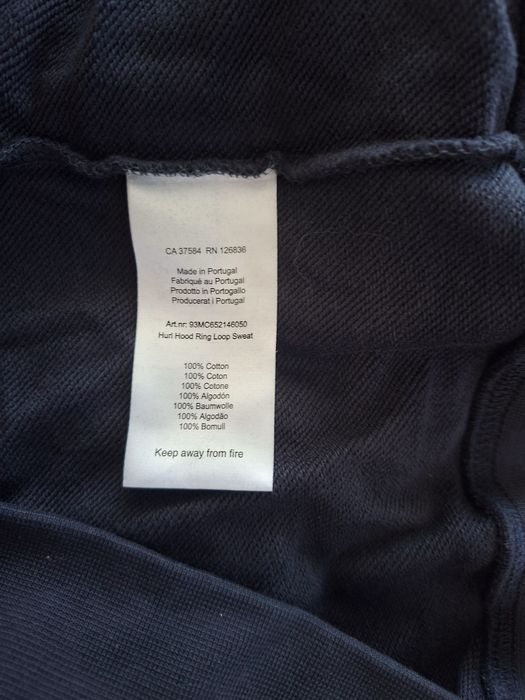 CA 37584 RN 126836
Made in Portugal
Fabriqué au Portugal
Prodotto in Portogallo
Producerat i Portugal
Art.nr: 93MC652146050
Hurl Hood Ring Loop Sweat
100% Cotton
100% Coton
100% Cotone
100% Algodón
100% Baumwolle
100% Algodão
100% Bomull
Keep away from fire